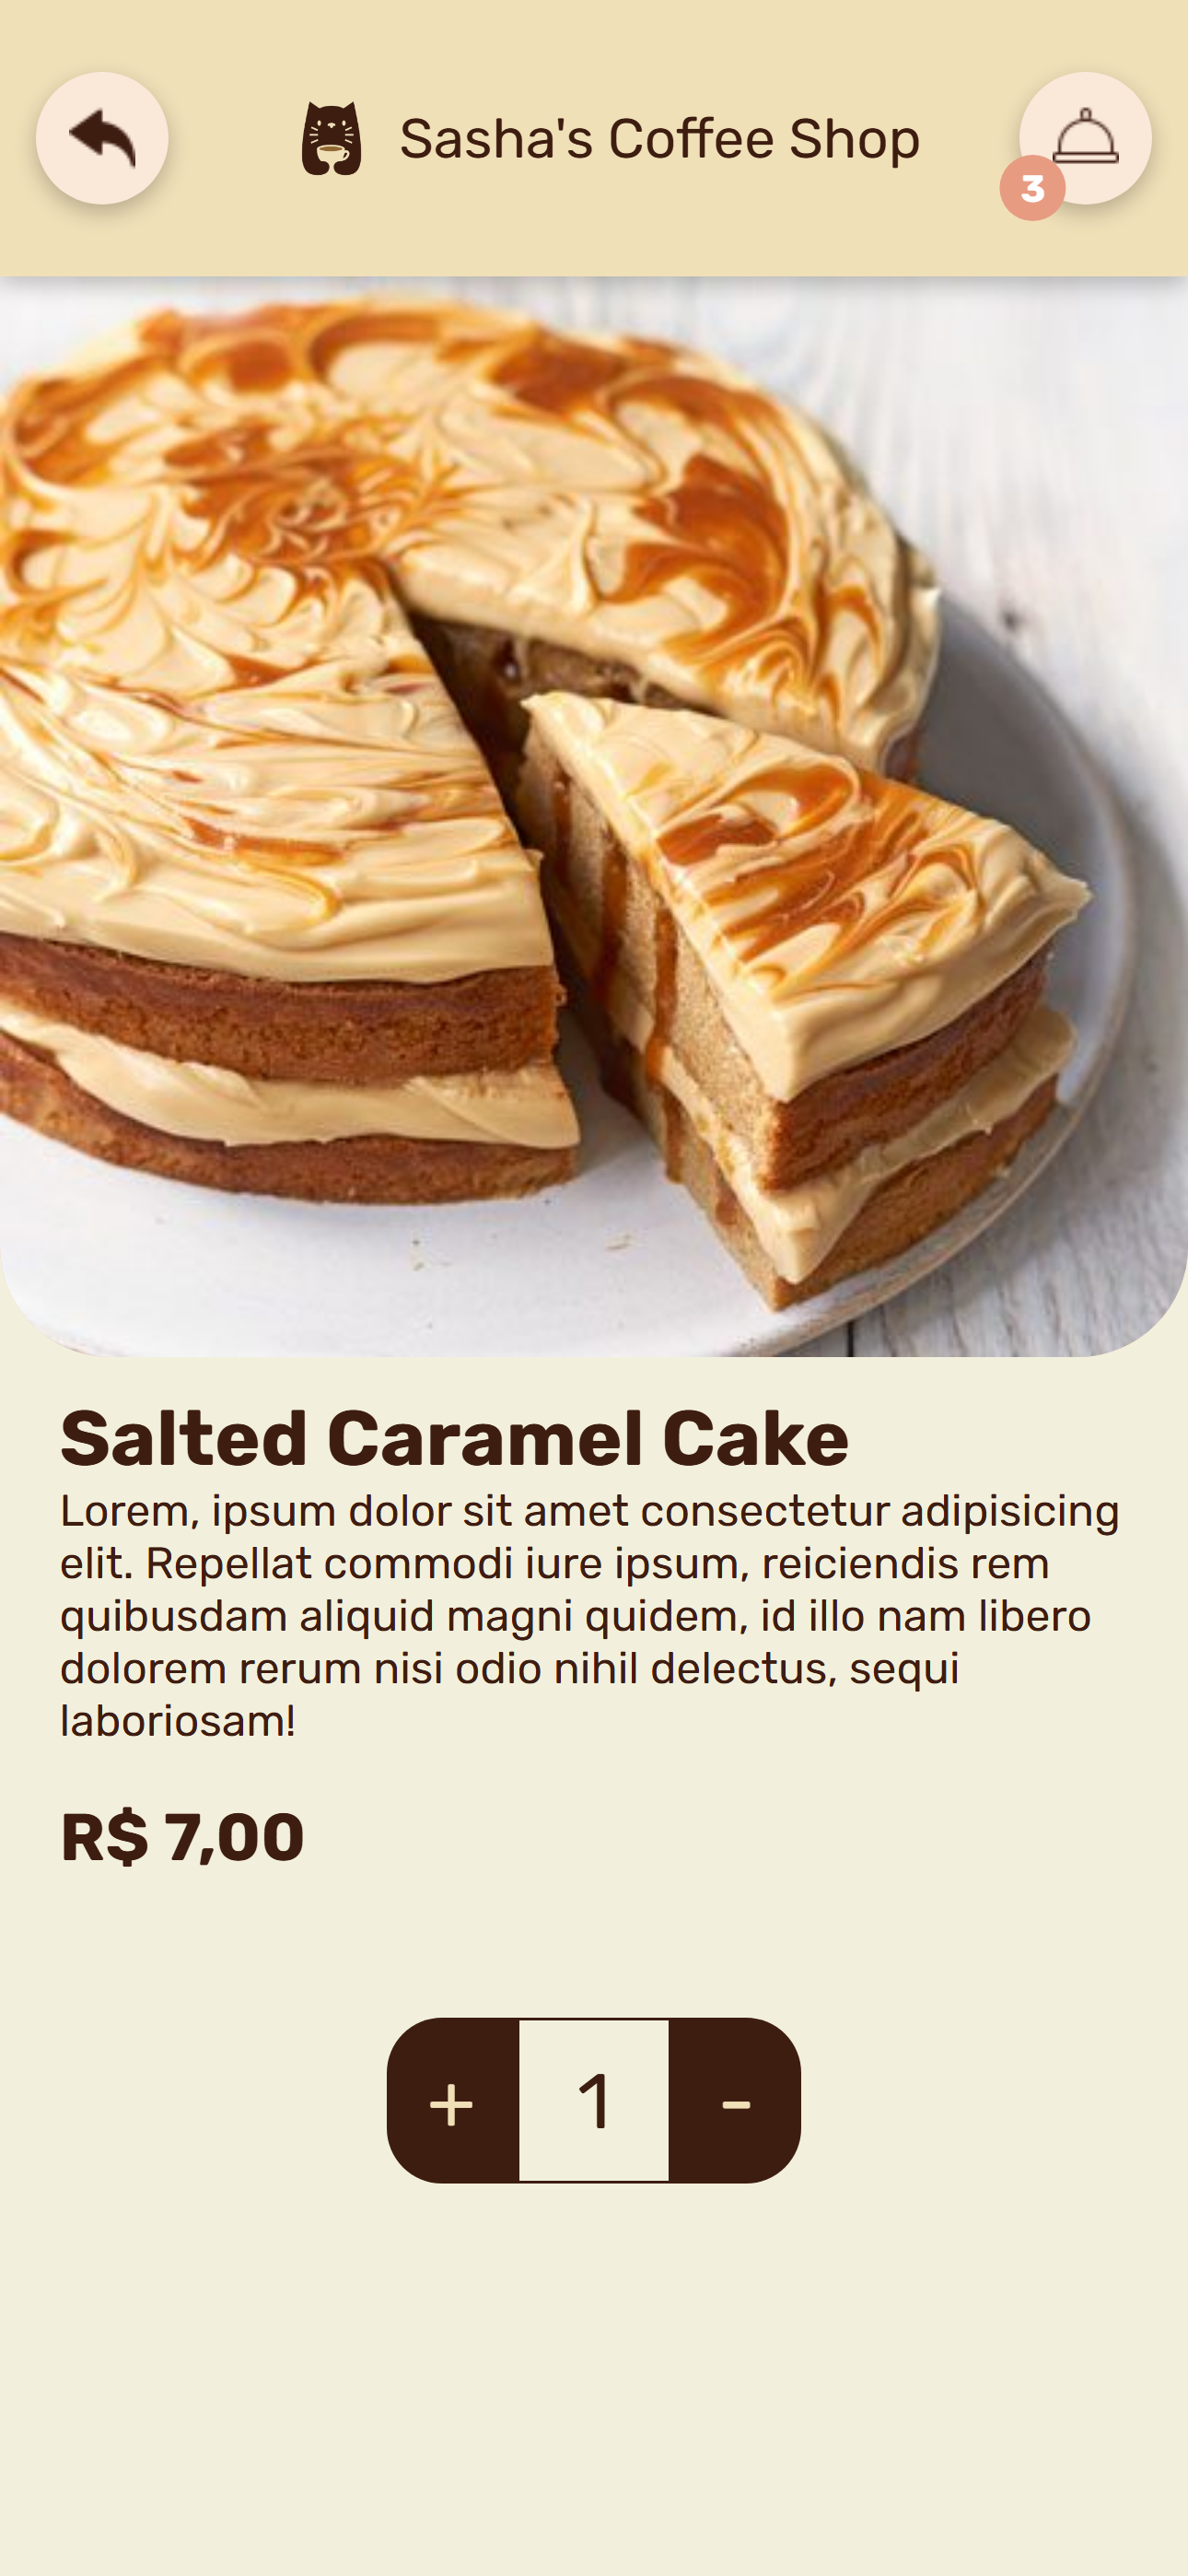 Sasha's Coffee Shop
3
Salted Caramel Cake
Lorem, ipsum dolor sit amet consectetur adipisicing
elit. Repellat commodi iure ipsum, reiciendis rem
quibusdam aliquid magni quidem, id illo nam libero
dolorem rerum nisi odio nihil delectus, sequi
laboriosam!
R$ 7,00
+ 1 -